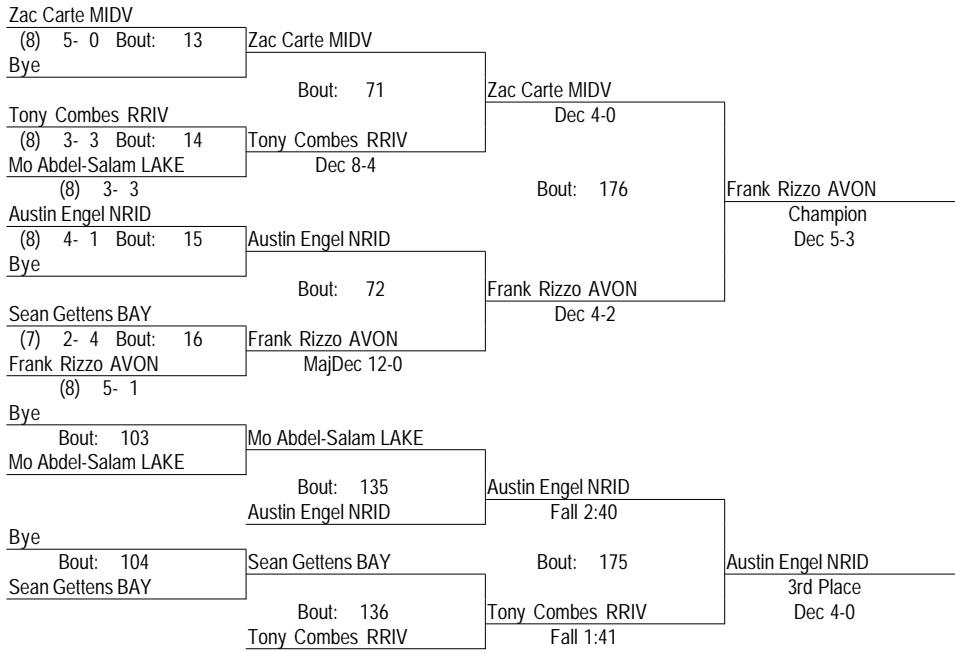 Zac Carte MIDV
(8) 5- 0 Bout: 13 Zac Carte MIDV
Bye
Bout: 71 Zac Carte MIDV
Tony Combes RRIV Dec 4-0
(8) 3- 3 Bout: 14 Tony Combes RRIV
Mo Abdel-Salam LAKE Dec 8-4
(8) 3- 3 Bout: 176 Frank Rizzo AVON
Austin Engel NRID Champion
(8) 4- 1 Bout: 15 Austin Engel NRID Dec 5-3
Bye
Bout: 72 Frank Rizzo AVON
Sean Gettens BAY Dec 4-2
(7) 2- 4 Bout: 16 Frank Rizzo AVON
Frank Rizzo AVON MajDec 12-0
(8) 5- 1
Bye
Bout: 103 Mo Abdel-Salam LAKE
Mo Abdel-Salam LAKE
Bout: 135 Austin Engel NRID
Austin Engel NRID Fall 2:40
Bye
Bout: 104 Sean Gettens BAY Bout: 175 Austin Engel NRID
Sean Gettens BAY 3rd Place
Bout: 136 Tony Combes RRIV Dec 4-0
Tony Combes RRIV Fall 1:41